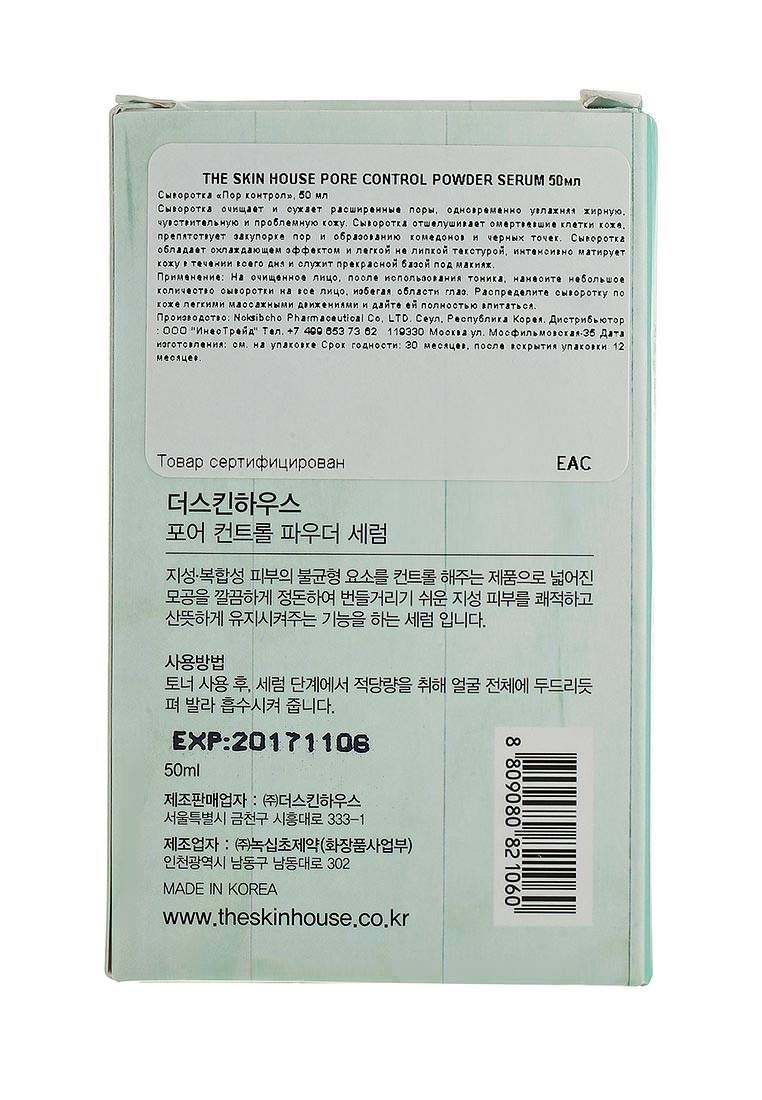 THE SKIN HOUSE PORE CONTROL POWDER SERUM 50мл
Сыворотка «Пор контрол», 50 мл
Сыворотка очищает и сужает расширенные поры, одновременно увлажняя жирную,
чувствительную и проблемную кожу. Сыворотка отшелушивает омертвевшие клетки кожи,
препятствует закупорке пор и образованию комедонов и черных точек. Сыворотка
обладает охлаждающем эффектом и легкой не липкой текстурой, интенсивно матирует
кожу в течении всего дня и служит прекрасной базой под макияж.
Применение: На очищенное лицо, после использования тоника, нанесите небольшое
количество сыворотки на все лицо, избегая области глаз. Распределите сыворотку по
коже легкими массажными движениями и дайте ей полностью впитаться.
Производство: Noksibcho Pharmaceutical Co, LTD. Сеул, Республика Корея. Дистрибьютор
: ООО "ИнеоТрейд" Тел. +7 499 653 73 62 119330 Москва ул. Мосфильмовская-35 Дата
изготовления: см. на упаковке Срок годности: 30 месяцев, после вскрытия упаковки 12
месяцев.
Товар сертифицирован EAC
더스킨하우스
포어 컨트롤 파우더 세럼
지성·복합성 피부의 불균형 요소를 컨트롤 해주는 제품으로 넓어진
모공을 깔끔하게 정돈하여 번들거리기 쉬운 지성 피부를 쾌적하고
산뜻하게 유지시켜주는 기능을 하는 세럼 입니다.
사용방법
토너 사용 후, 세럼 단계에서 적당량을 취해 얼굴 전체에 두드리듯
펴 발라 흡수시켜 줍니다.
EXP:20171106
50ml
제조판매업자 : ㈜더스킨하우스
서울특별시 금천구 시흥대로 333-1
제조업자 : ㈜녹십초제약(화장품사업부)
인천광역시 남동구 남동대로 302
MADE IN KOREA
www.theskinhouse.co.kr
8 809080 821060